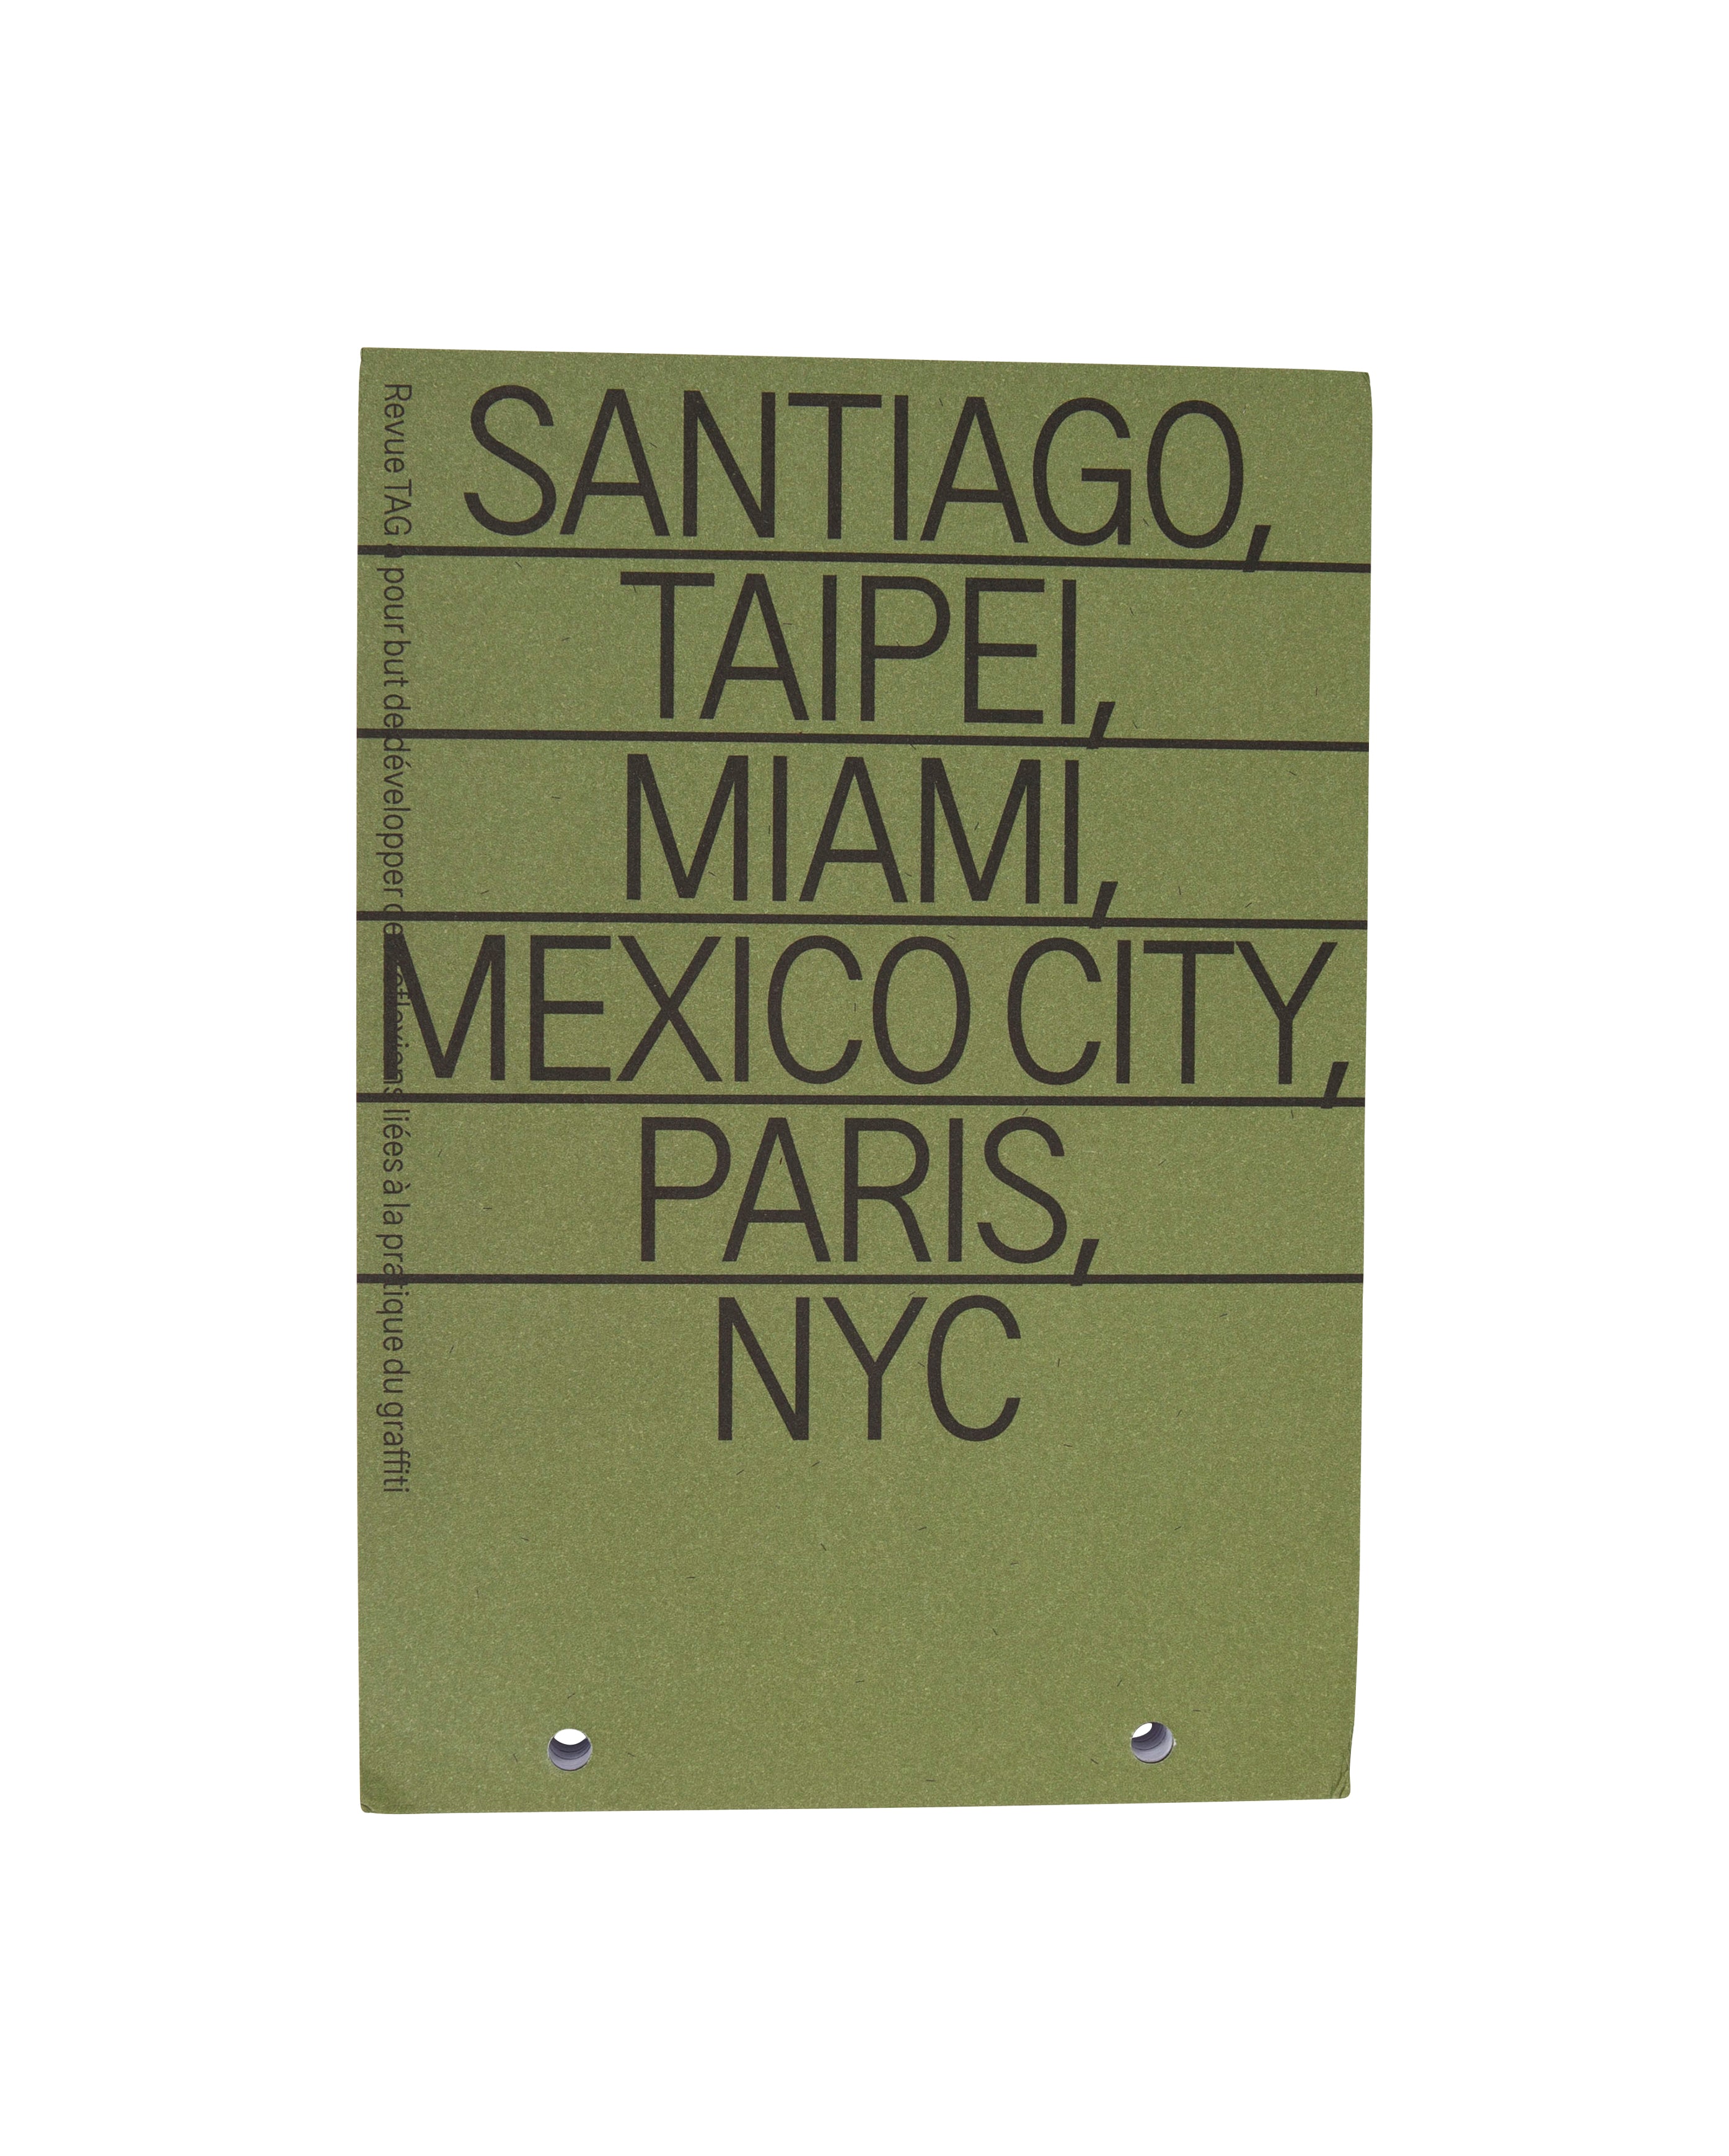 SANTIAGO,
TAIPEI,
MIAMI,
MEXICO CITY,
PARIS,
NYC
Revue TAG a pour but de développer des réflexions liées à la pratique du graffiti